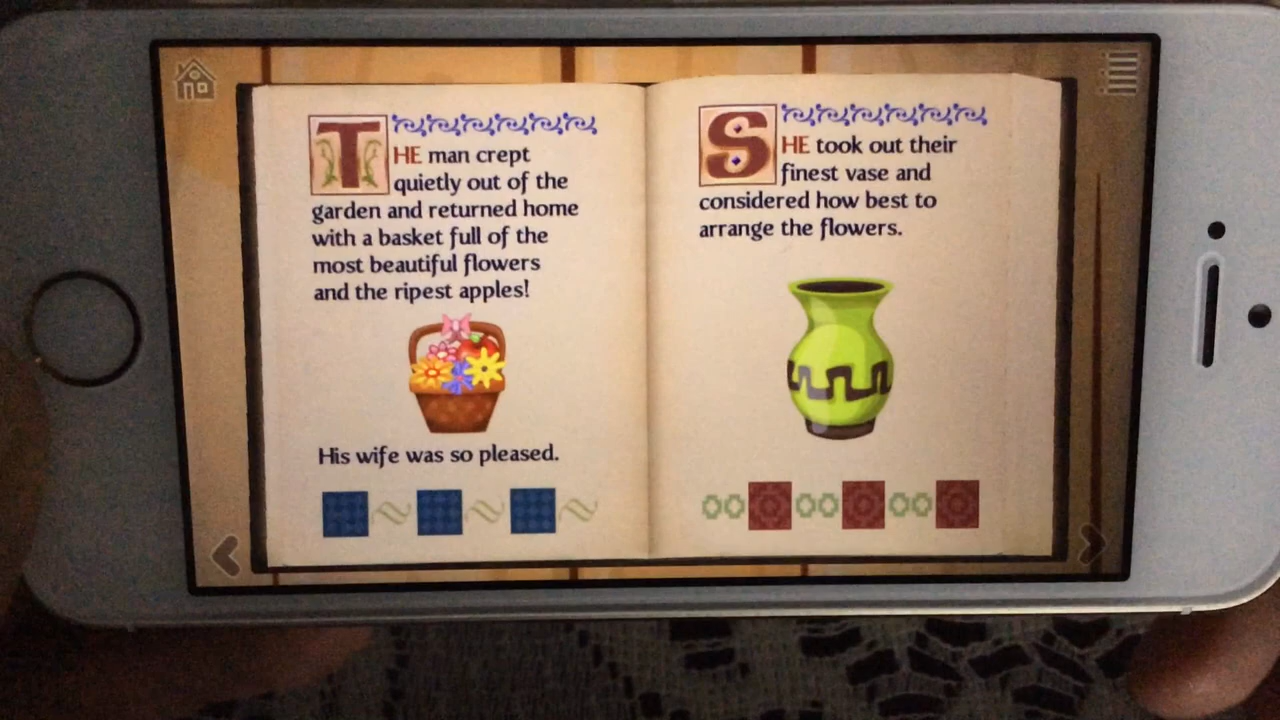 THE man crept
quietly out of the
garden and returned home
with a basket full of the
most beautiful flowers
and the ripest apples!
His wife was so pleased.
SHE took out their
finest vase and
considered how best to
arrange the flowers.